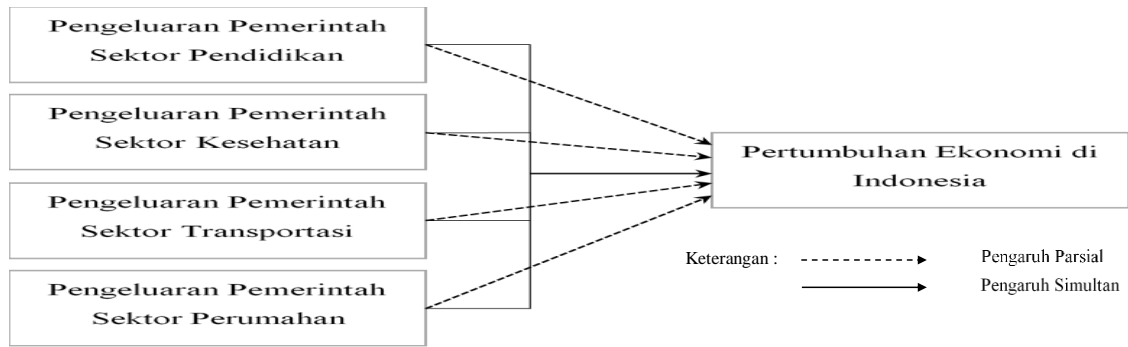 Pengeluaran Pemerintah
Sektor Pendidikan
Pengeluaran Pemerintah
Sektor Kesehatan
Pengeluaran Pemerintah
Sektor Transportasi
Pengeluaran Pemerintah
Sektor Perumahan
Pertumbuhan Ekonomi di
Indonesia
Keterangan :
Pengaruh Parsial
Pengaruh Simultan